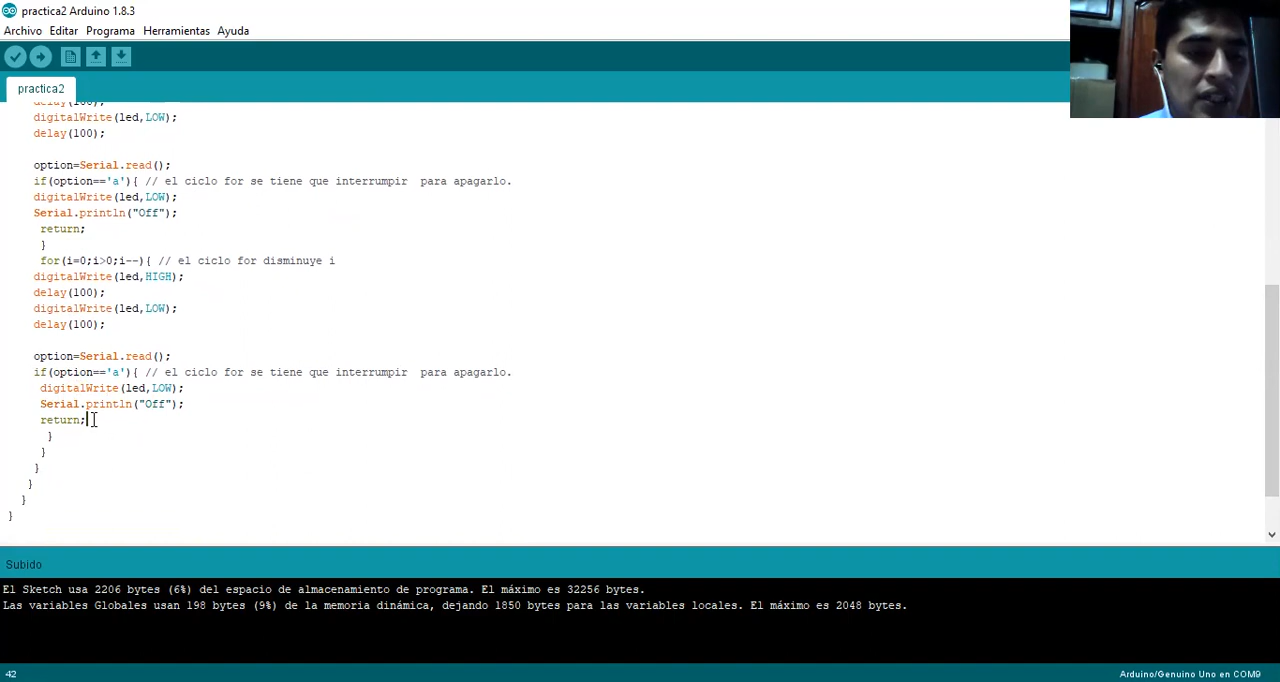 practica2 Arduino 1.8.3
Archivo Editar Programa Herramientas Ayuda
practica2
delay(100);
digitalWrite(led,LOW);
delay(100);
option=Serial.read();
if(option=='a'){ // el ciclo for se tiene que interrumpir  para apagarlo.
digitalWrite(led,LOW);
Serial.println("Off");
return;
}
for(i=0;i>0;i--){ // el ciclo for disminuye i
digitalWrite(led,HIGH);
delay(100);
digitalWrite(led,LOW);
delay(100);
option=Serial.read();
if(option=='a'){ // el ciclo for se tiene que interrumpir  para apagarlo.
digitalWrite(led,LOW);
Serial.println("Off");
return;
}
}
}
}
}
}
Subido
El Sketch usa 2206 bytes (6%) del espacio de almacenamiento de programa. El máximo es 32256 bytes.
Las variables Globales usan 198 bytes (9%) de la memoria dinámica, dejando 1850 bytes para las variables locales. El máximo es 2048 bytes.
42 Arduino/Genuino Uno en COM9